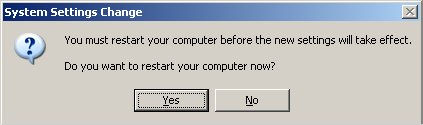 System Settings Change
You must restart your computer before the new settings will take effect.
Do you want to restart your computer now?
Yes
No